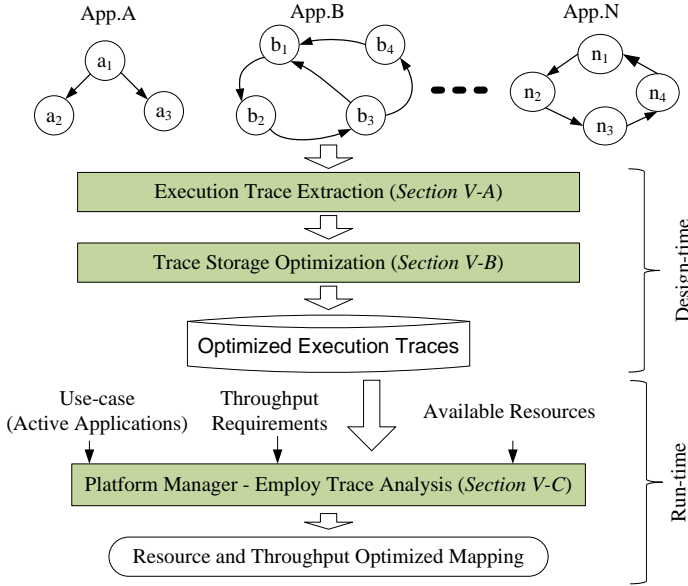 App.A
App.B
App.N
a1
a2
a3
b1
b4
b2
b3
n1
n2
n4
n3
Execution Trace Extraction (Section V-A)
Trace Storage Optimization (Section V-B)
Optimized Execution Traces
Design-time
Use-case
(Active Applications)
Throughput
Requirements
Available Resources
Platform Manager - Employ Trace Analysis (Section V-C)
Resource and Throughput Optimized Mapping
Run-time